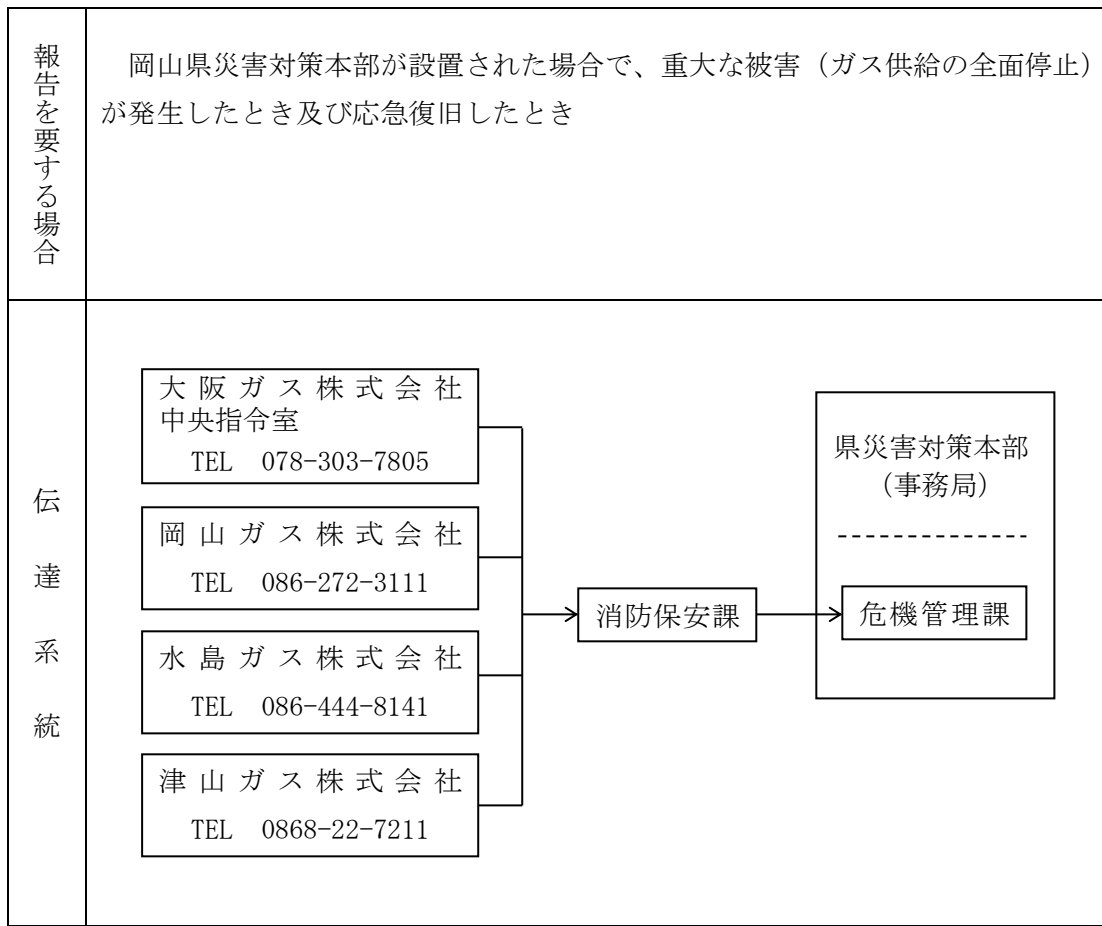 報告を要する場合
　岡山県災害対策本部が設置された場合で、重大な被害（ガス供給の全面停止）
が発生したとき及び応急復旧したとき
伝達系統
大阪ガス株式会社
中央指令室
TEL　078-303-7805
岡山ガス株式会社
TEL　086-272-3111
水島ガス株式会社
TEL　086-444-8141
津山ガス株式会社
TEL　0868-22-7211
消防保安課
県災害対策本部
（事務局）
危機管理課